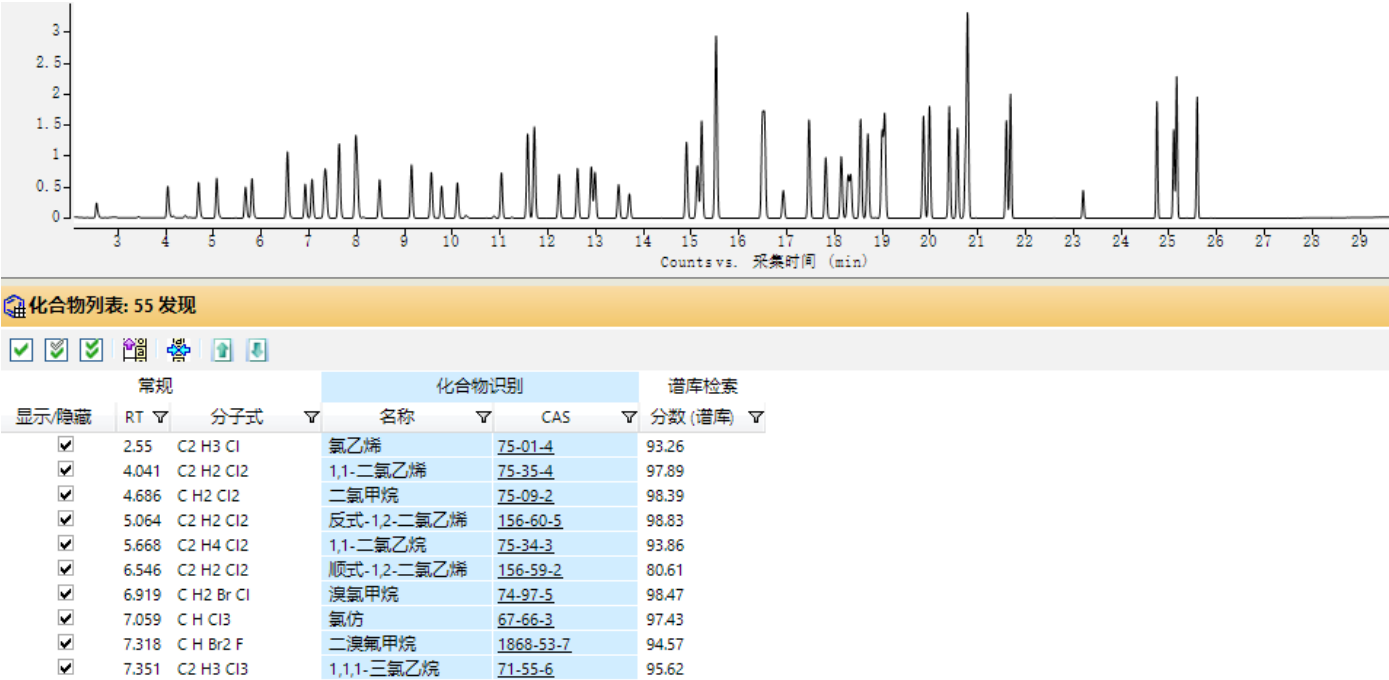 3
2.5
2
1.5
1
0.5
0
3 4 5 6 7 8 9 10 11 12 13 14 15 16 17 18 19 20 21 22 23 24 25 26 27 28 29
Counts vs. 采集时间 (min)
化合物列表: 55 发现
常规 化合物识别 谱库检索
显示/隐藏 RT 分子式 名称 CAS 分数 (谱库)
2.55 C2 H3 Cl 氯乙烯 75-01-4 93.26
4.041 C2 H2 Cl2 1,1-二氯乙烯 75-35-4 97.89
4.686 C H2 Cl2 二氯甲烷 75-09-2 98.39
5.064 C2 H2 Cl2 反式-1,2-二氯乙烯 156-60-5 98.83
5.668 C2 H4 Cl2 1,1-二氯乙烷 75-34-3 93.86
6.546 C2 H2 Cl2 顺式-1,2-二氯乙烯 156-59-2 80.61
6.919 C H2 Br Cl 溴氯甲烷 74-97-5 98.47
7.059 C H Cl3 氯仿 67-66-3 97.43
7.318 C H Br2 F 二溴氟甲烷 1868-53-7 94.57
7.351 C2 H3 Cl3 1,1,1-三氯乙烷 71-55-6 95.62